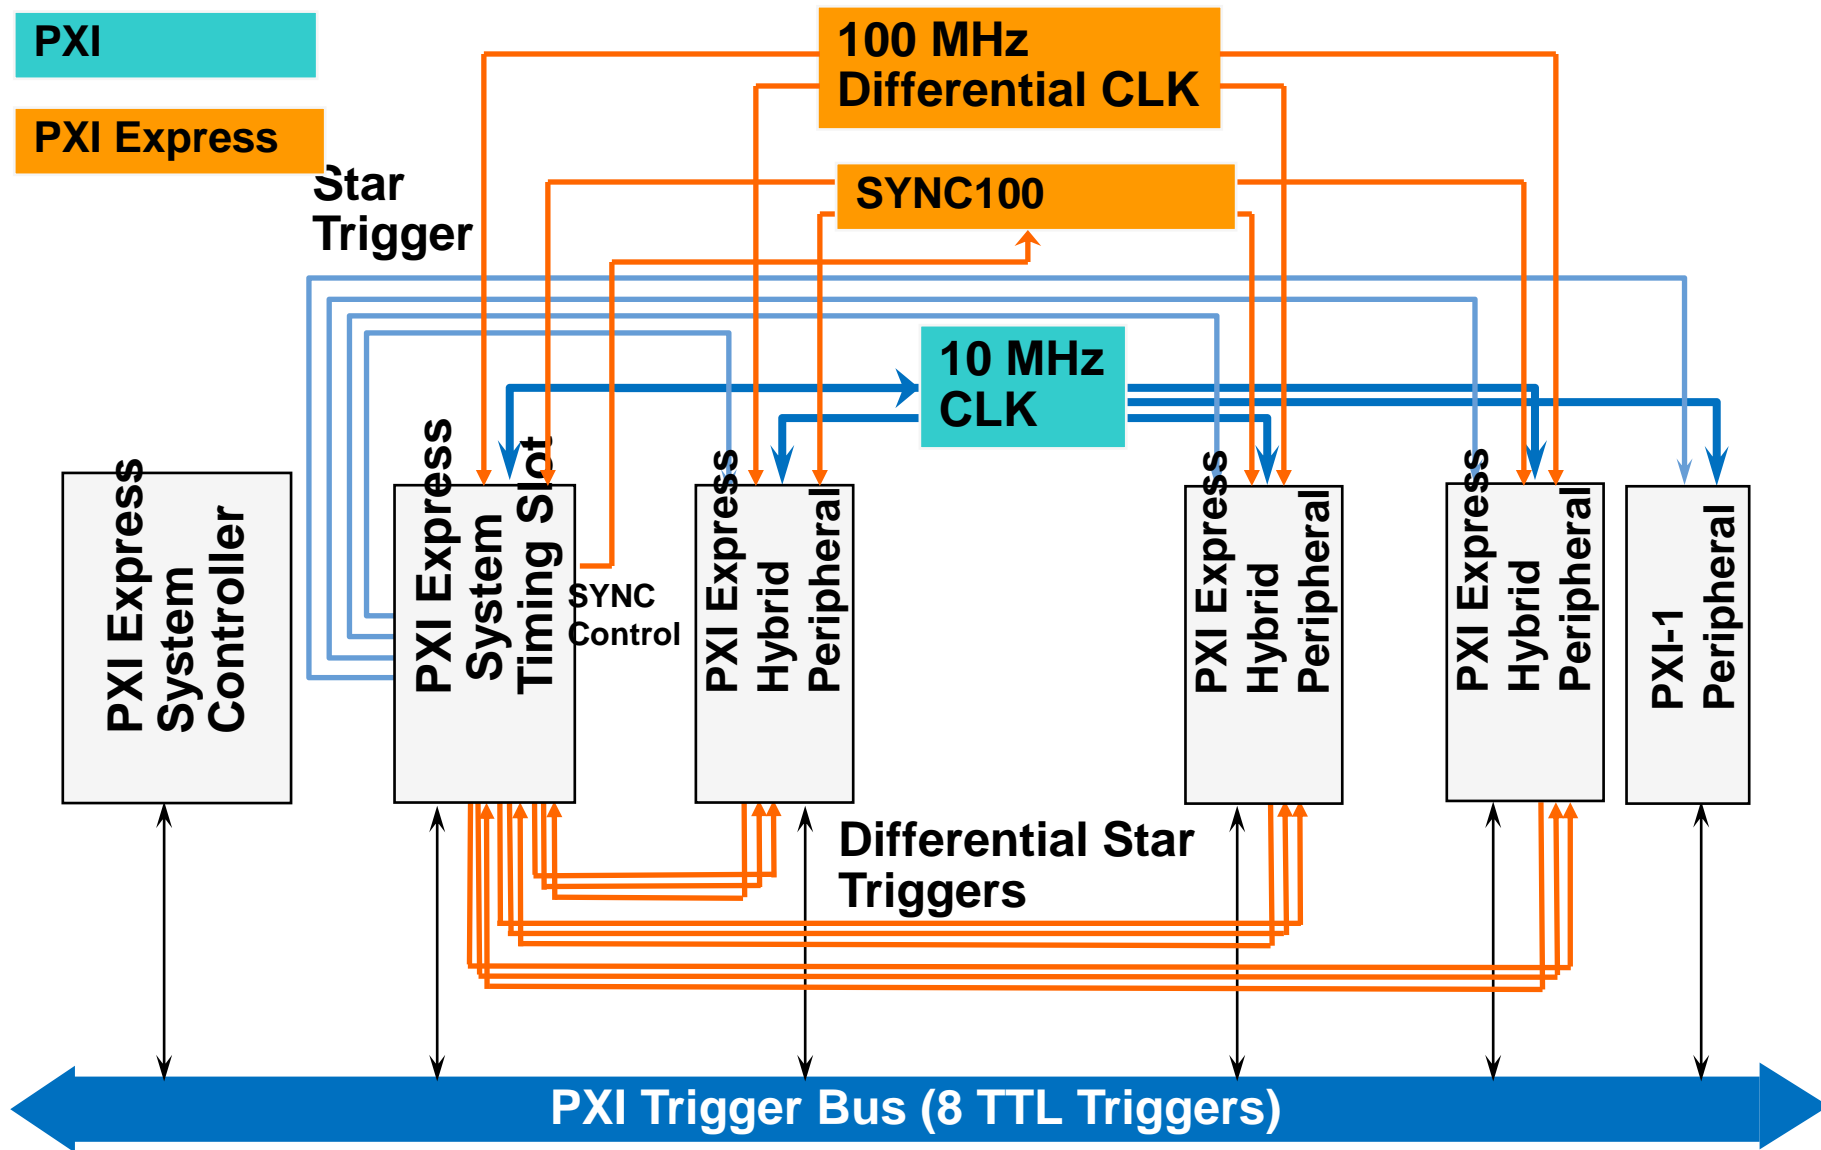 PXI
PXI Express
Star
Trigger
100 MHz
Differential CLK
SYNC100
10 MHz
CLK
PXI Express
System
Controller
PXI Express
System
Timing Slot
SYNC
Control
PXI Express
Hybrid
Peripheral
PXI Express
Hybrid
Peripheral
PXI Express
Hybrid
Peripheral
PXI-1
Peripheral
Differential Star
Triggers
PXI Trigger Bus (8 TTL Triggers)